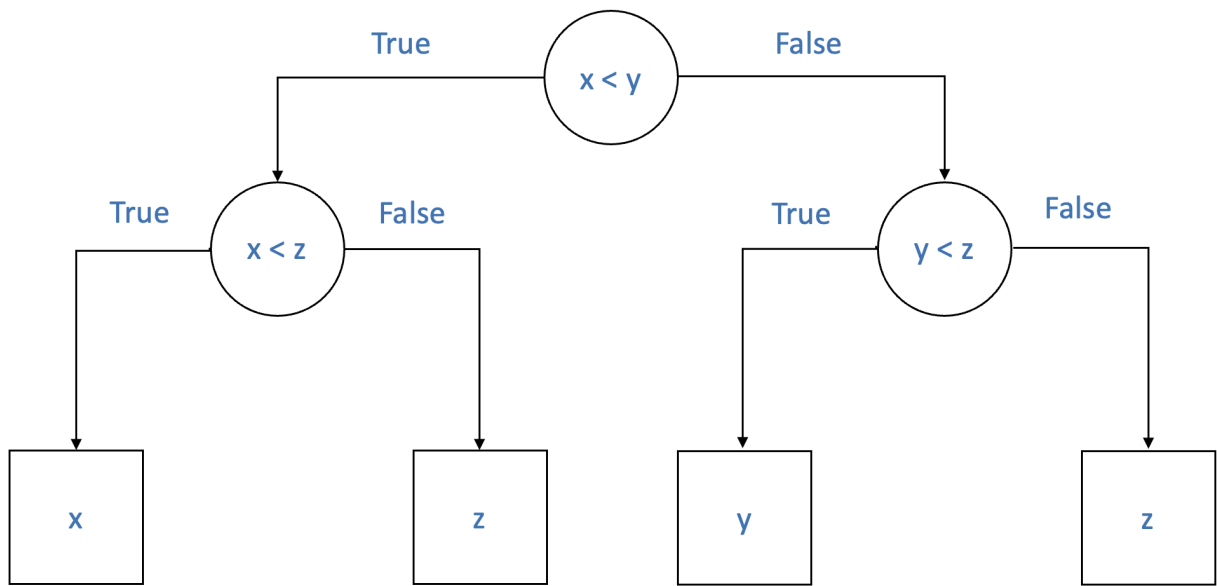 True
False
x < y
True
False
True
False
x < z
y < z
x
z
y
z